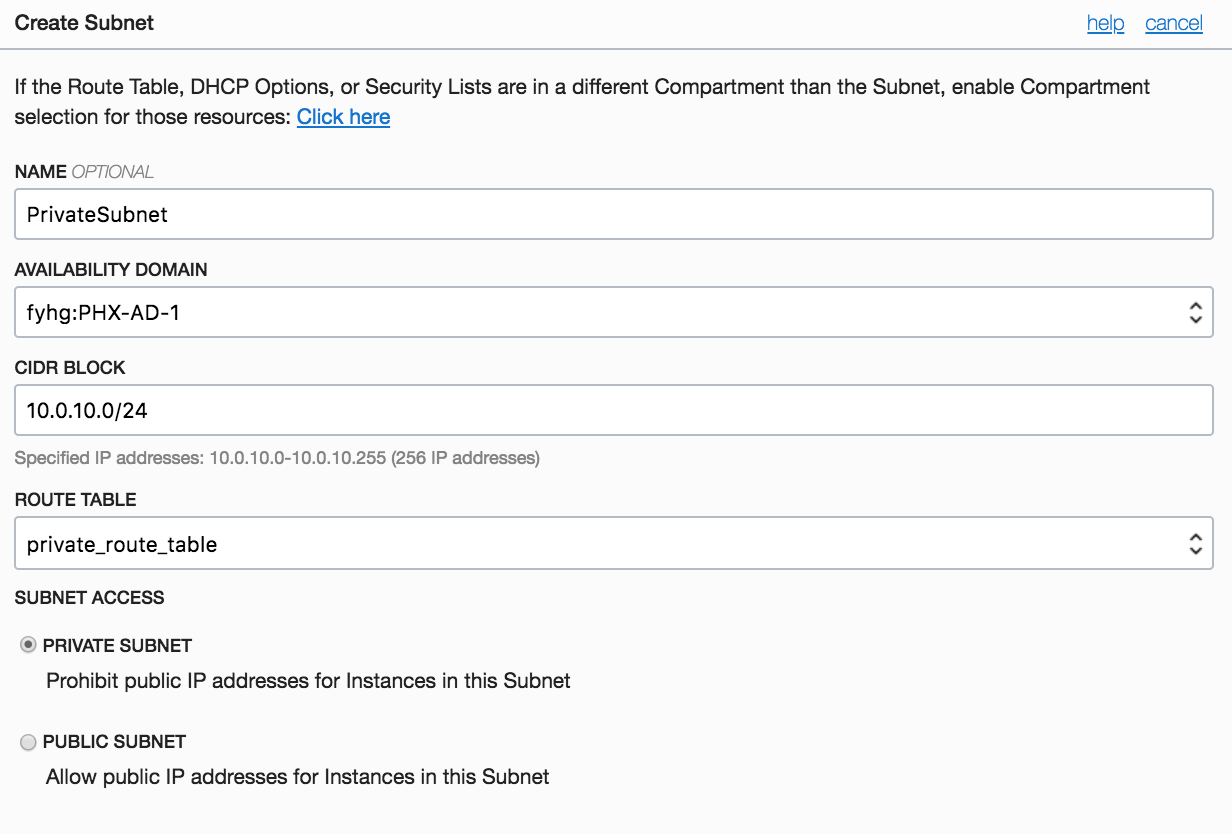 Create Subnet help cancel
If the Route Table, DHCP Options, or Security Lists are in a different Compartment than the Subnet, enable Compartment
selection for those resources: Click here
NAME OPTIONAL
PrivateSubnet
AVAILABILITY DOMAIN
fyhg:PHX-AD-1
CIDR BLOCK
10.0.10.0/24
Specified IP addresses: 10.0.10.0-10.0.10.255 (256 IP addresses)
ROUTE TABLE
private_route_table
SUBNET ACCESS
PRIVATE SUBNET
Prohibit public IP addresses for Instances in this Subnet
PUBLIC SUBNET
Allow public IP addresses for Instances in this Subnet